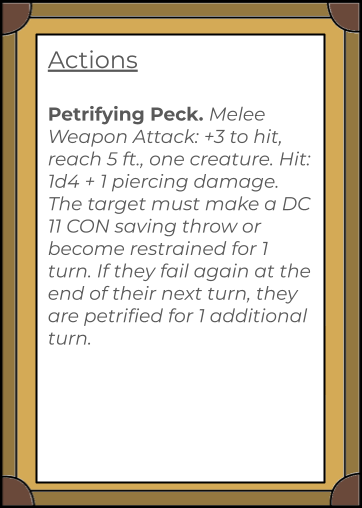 Actions
Petrifying Peck. Melee
Weapon Attack: +3 to hit,
reach 5 ft., one creature. Hit:
1d4 + 1 piercing damage.
The target must make a DC
11 CON saving throw or
become restrained for 1
turn. If they fail again at the
end of their next turn, they
are petrified for 1 additional
turn.